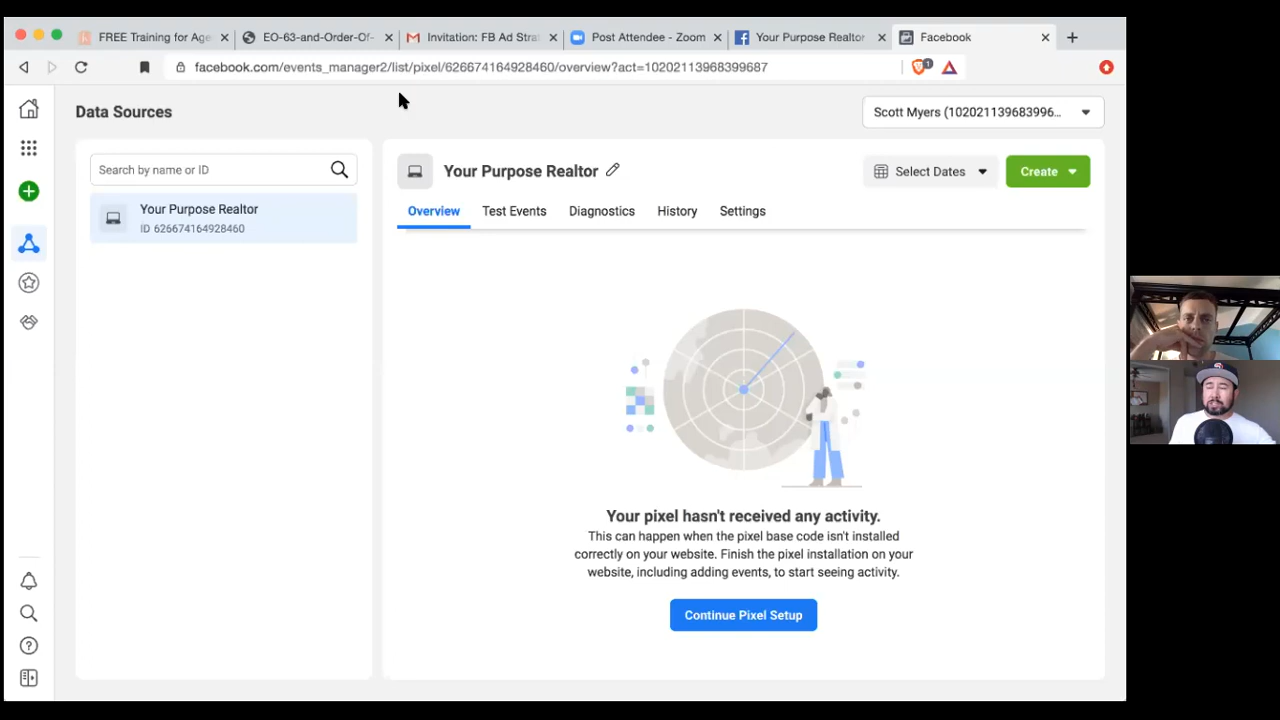 FREE Training for Age
EO-63-and-Order-Of-
Invitation: FB Ad Stra
Post Attendee - Zoom
Your Purpose Realtor
Facebook
facebook.com/events_manager2/list/pixel/626674164928460/overview?act=10202113968399687
1
Data Sources
Scott Myers (102021139683996...
Search by name or ID
Your Purpose Realtor
ID 626674164928460
Your Purpose Realtor
Select Dates
Create
Overview
Test Events
Diagnostics
History
Settings
Your pixel hasn't received any activity.
This can happen when the pixel base code isn't installed
correctly on your website. Finish the pixel installation on your
website, including adding events, to start seeing activity.
Continue Pixel Setup